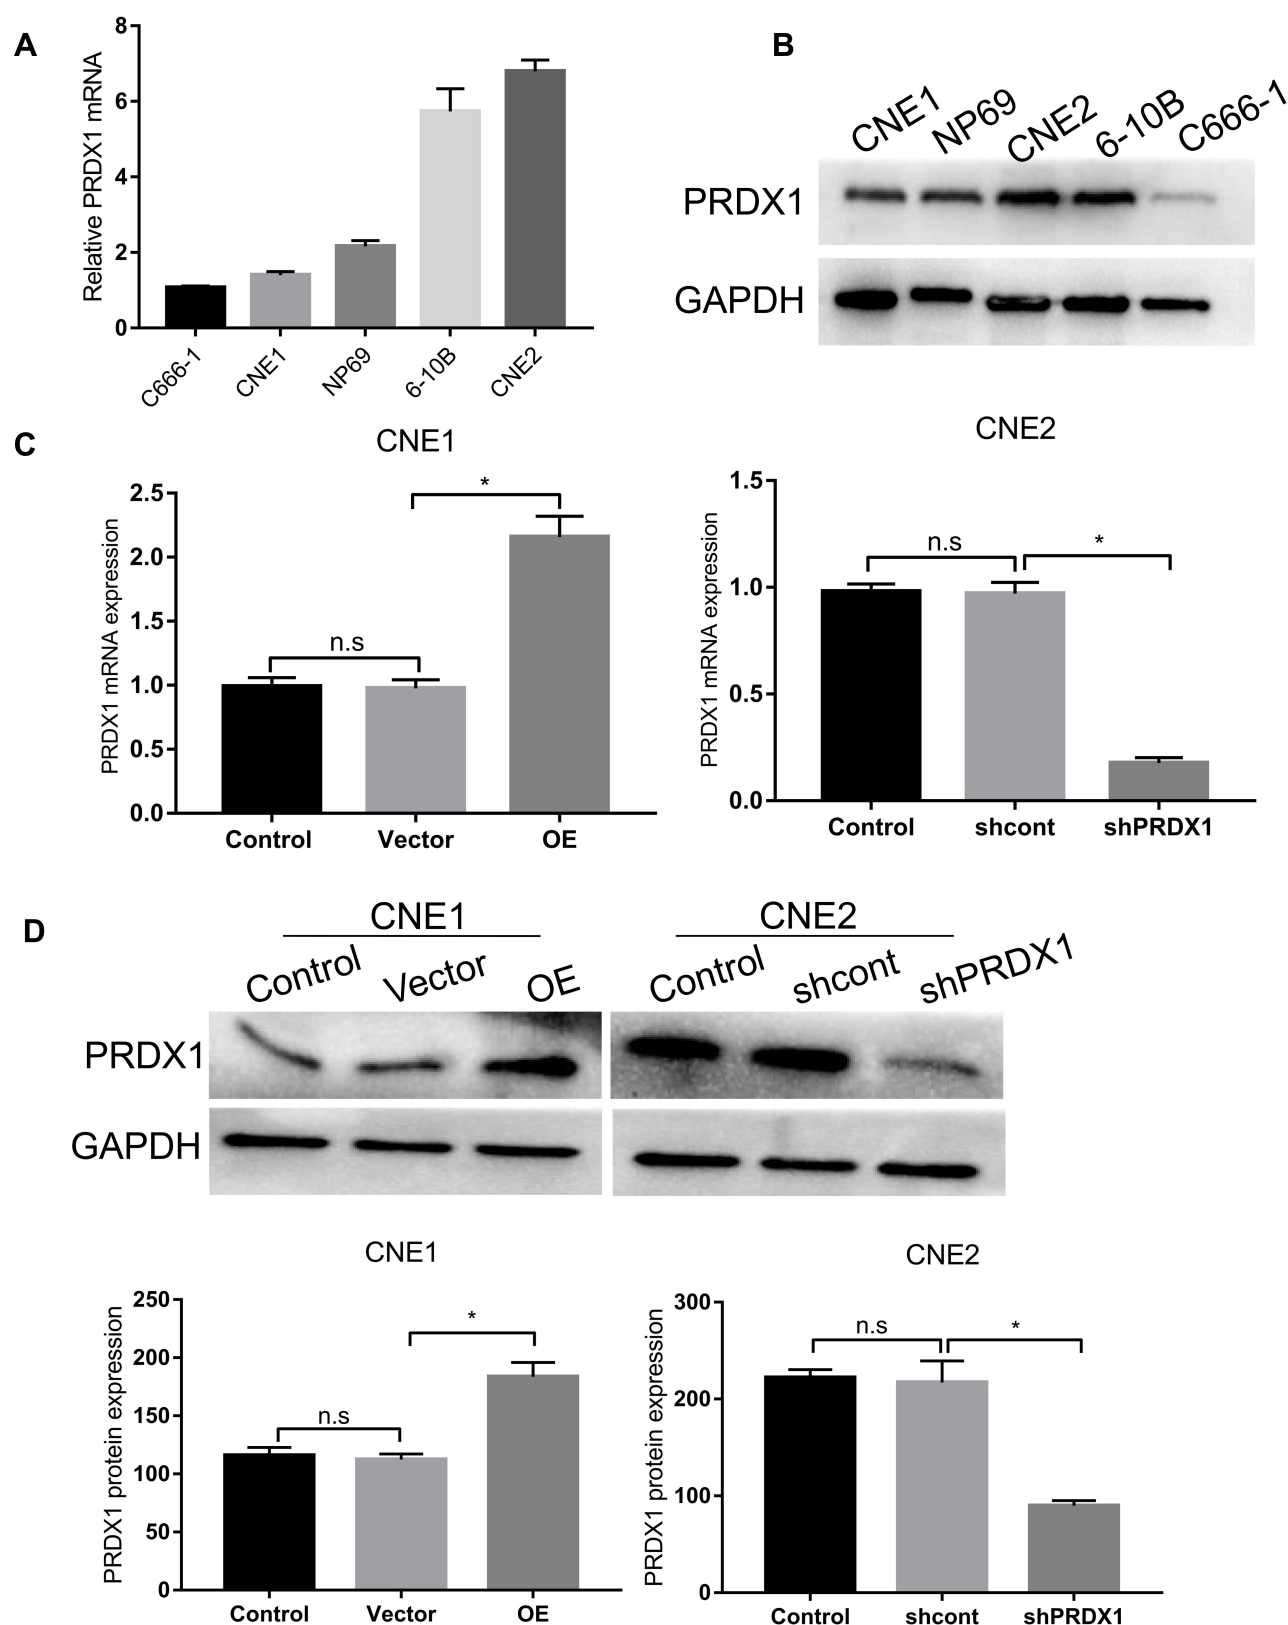 A
Relative PRDX1 mRNA
8
6
4
2
0
C666-1 CNE1 NP69 6-10B CNE2
B
CNE1 NP69 CNE2 6-10B C666-1
PRDX1
GAPDH
C
CNE1
PRDX1 mRNA expression
2.5
2.0
1.5
1.0
0.5
0.0
n.s
*
Control Vector OE
CNE2
PRDX1 mRNA expression
1.5
1.0
0.5
0.0
n.s
*
Control shcont shPRDX1
D
CNE1 CNE2
Control Vector OE Control shcont shPRDX1
PRDX1
GAPDH
CNE1
PRDX1 protein expression
250
200
150
100
50
0
n.s
*
Control Vector OE
CNE2
PRDX1 protein expression
300
200
100
0
n.s
*
Control shcont shPRDX1